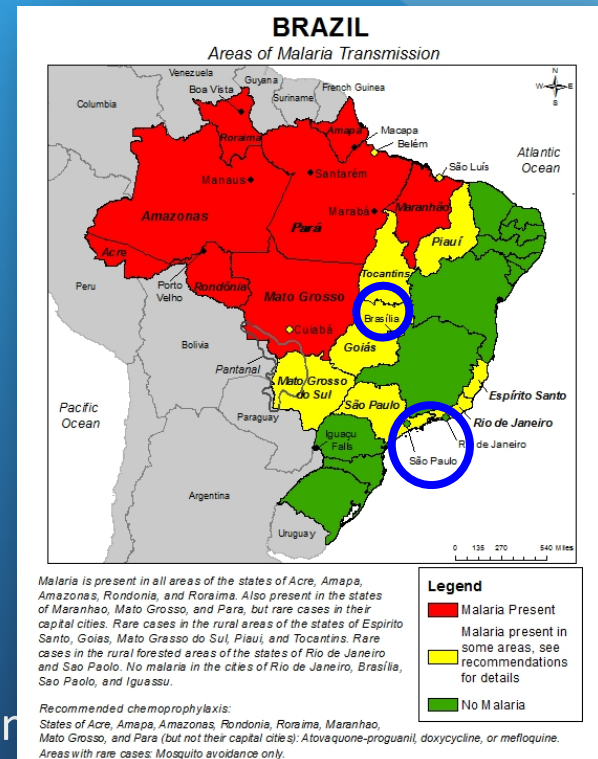 BRAZIL
Areas of Malaria Transmission
Venezuela
Guyana
French Guinea
Boa Vista
Suriname
Columbia
N
W
E
S
Roraima
Amapa
Macapa
Belém
Atlantic
Ocean
São Luís
Manaus
Santarém
Marabá
Maranhão
Amazonas
Pará
Piauí
Acre
Tocantins
Peru
Porto
Velho
Rondônia
Mato Grosso
Brasília
Cuiabá
Bolivia
Goiás
Pantanal
Mato Grosso
do Sul
Espírito Santo
São Paulo
Pacific
Ocean
Paraguay
Rio de Janeiro
Iguaçu
Falls
R de Janeiro
São Paulo
Argentina
Uruguay
0 135 270 540 Miles
Malaria is present in all areas of the states of Acre, Amapa,
Amazonas, Rondonia, and Roraima. Also present in the states
of Maranhao, Mato Grosso, and Para, but rare cases in their
capital cities. Rare cases in the rural areas of the states of Espirito
Santo, Goias, Mato Grasso do Sul, Piaui, and Tocantins. Rare
cases in the rural forested areas of the states of Rio de Janeiro
and Sao Paolo. No malaria in the cities of Rio de Janeiro, Brasília,
Sao Paolo, and Iguassu.
Legend
Malaria Present
Malaria present in
some areas, see
recommendations
for details
No Malaria
Recommended chemoprophylaxis:
States of Acre, Amapa, Amazonas, Rondonia, Roraima, Maranhao,
Mato Grosso, and Para (but not their capital cities): Atovaquone-proguanil, doxycycline, or mefloquine.
Areas with rare cases: Mosquito avoidance only.